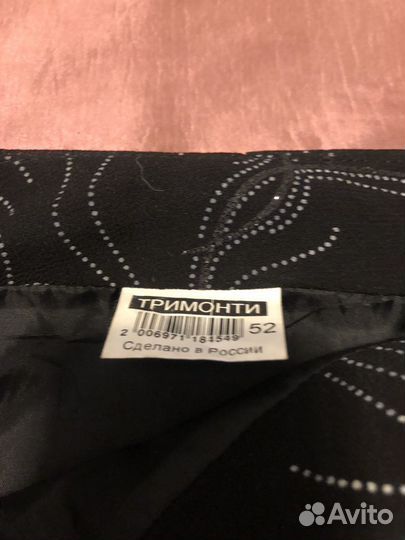 ТРИМОНТИ
2 006971 184549 52
Сделано в России
Avito